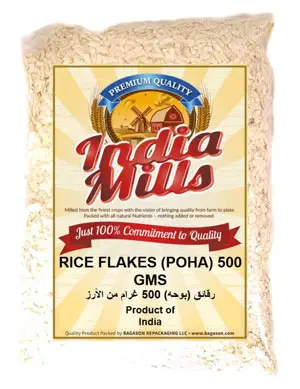 PREMIUM QUALITY
India
Mills
Milled from the finest crops with the vision of bringing quality from farm to plate.
Packed with all natural Nutrients - nothing added or removed.
Just 100% Commitment to Quality
RICE FLAKES (POHA) 500
GMS
رقائق (بوحه) 500 غرام من الأرز
Product of
India
Quality Product Packed by BAGASON REPACKAGING LLC • www.bagason.com